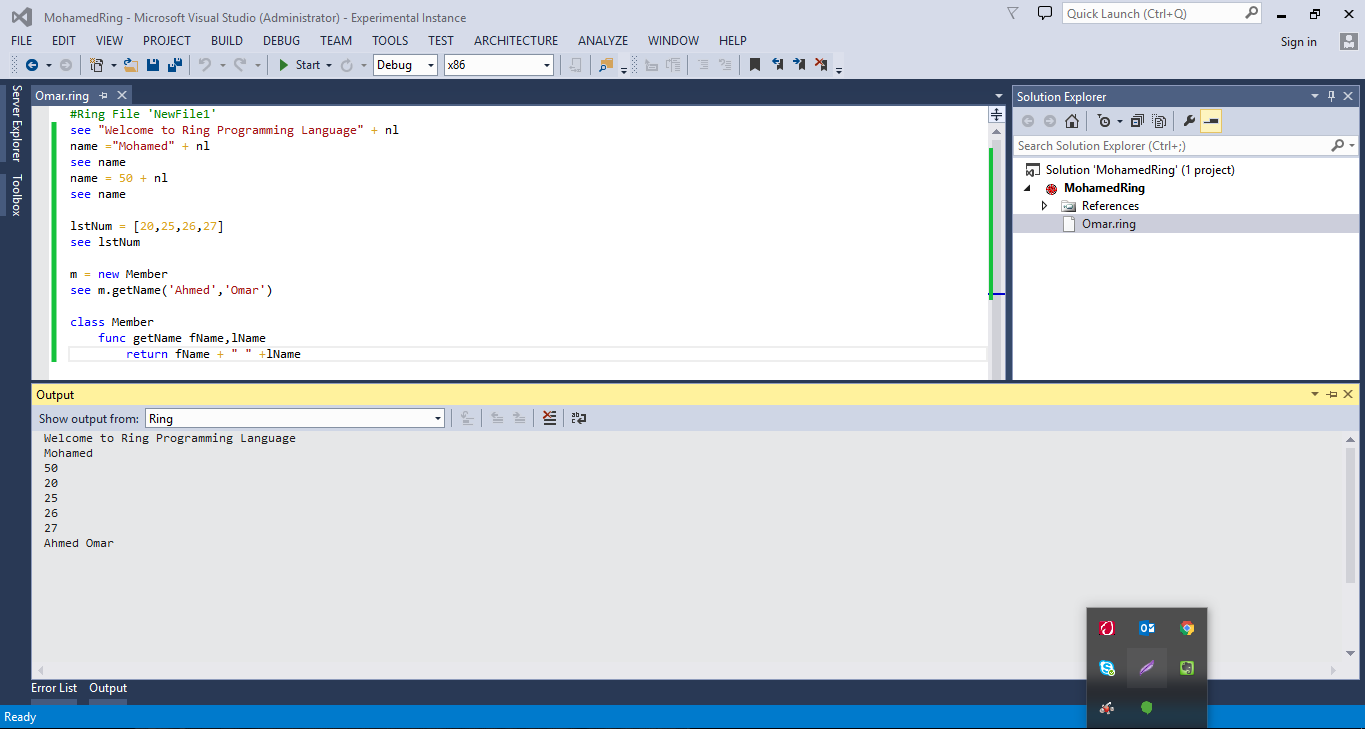 MohamedRing - Microsoft Visual Studio (Administrator) - Experimental Instance
Quick Launch (Ctrl+Q)
FILE EDIT VIEW PROJECT BUILD DEBUG TEAM TOOLS TEST ARCHITECTURE ANALYZE WINDOW HELP
Sign in
Start Debug x86
Server Explorer
Toolbox
Omar.ring
#Ring File 'NewFile1'
see "Welcome to Ring Programming Language" + nl
name ="Mohamed" + nl
see name
name = 50 + nl
see name
lstNum = [20,25,26,27]
see lstNum
m = new Member
see m.getName('Ahmed','Omar')
class Member
func getName fName,lName
return fName + " " +lName
Solution Explorer
Search Solution Explorer (Ctrl+;)
Solution 'MohamedRing' (1 project)
MohamedRing
References
Omar.ring
Output
Show output from: Ring
Welcome to Ring Programming Language
Mohamed
50
20
25
26
27
Ahmed Omar
Error List Output
Ready